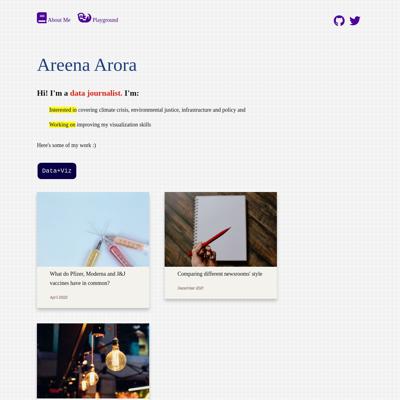 About Me Playground
Areena Arora
Hi! I'm a data journalist. I'm:
Interested in covering climate crisis, environmental justice, infrastructure and policy and
Working on improving my visualization skills
Here's some of my work :)
Data+Viz
What do Pfizer, Moderna and J&J
vaccines have in common?
April 2022
Comparing different newsrooms' style
December 2021